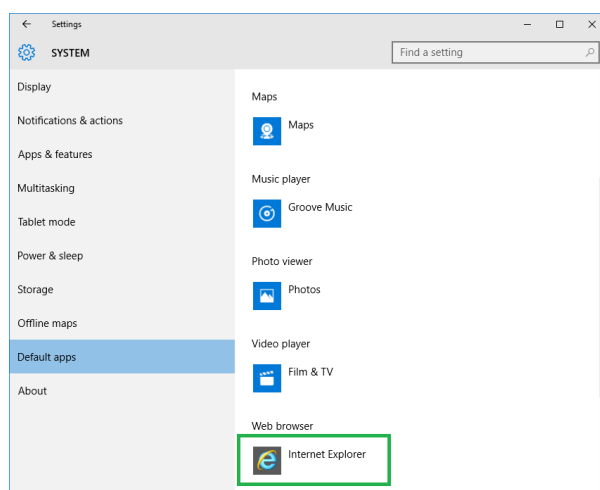 Settings
SYSTEM
Find a setting
Display
Notifications & actions
Apps & features
Multitasking
Tablet mode
Power & sleep
Storage
Offline maps
Default apps
About
Maps
Maps
Music player
Groove Music
Photo viewer
Photos
Video player
Film & TV
Web browser
Internet Explorer